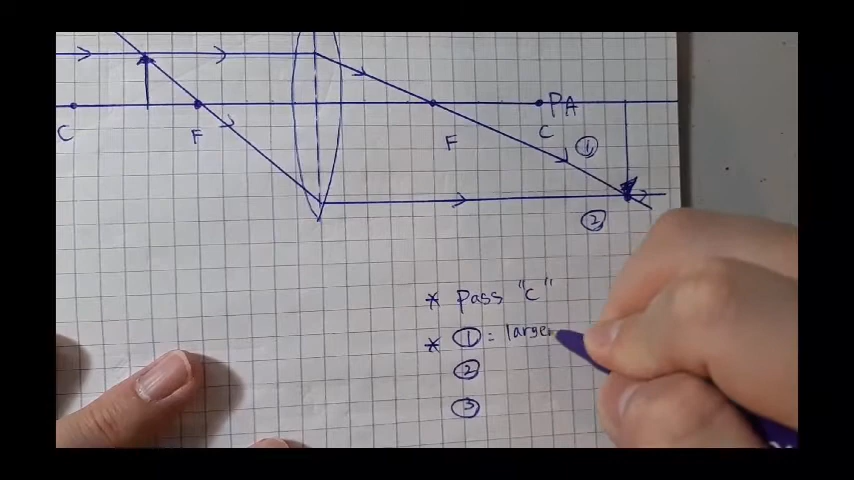 PA
C
F
F
C
①
②
* Pass "C"
* ① = large
②
③